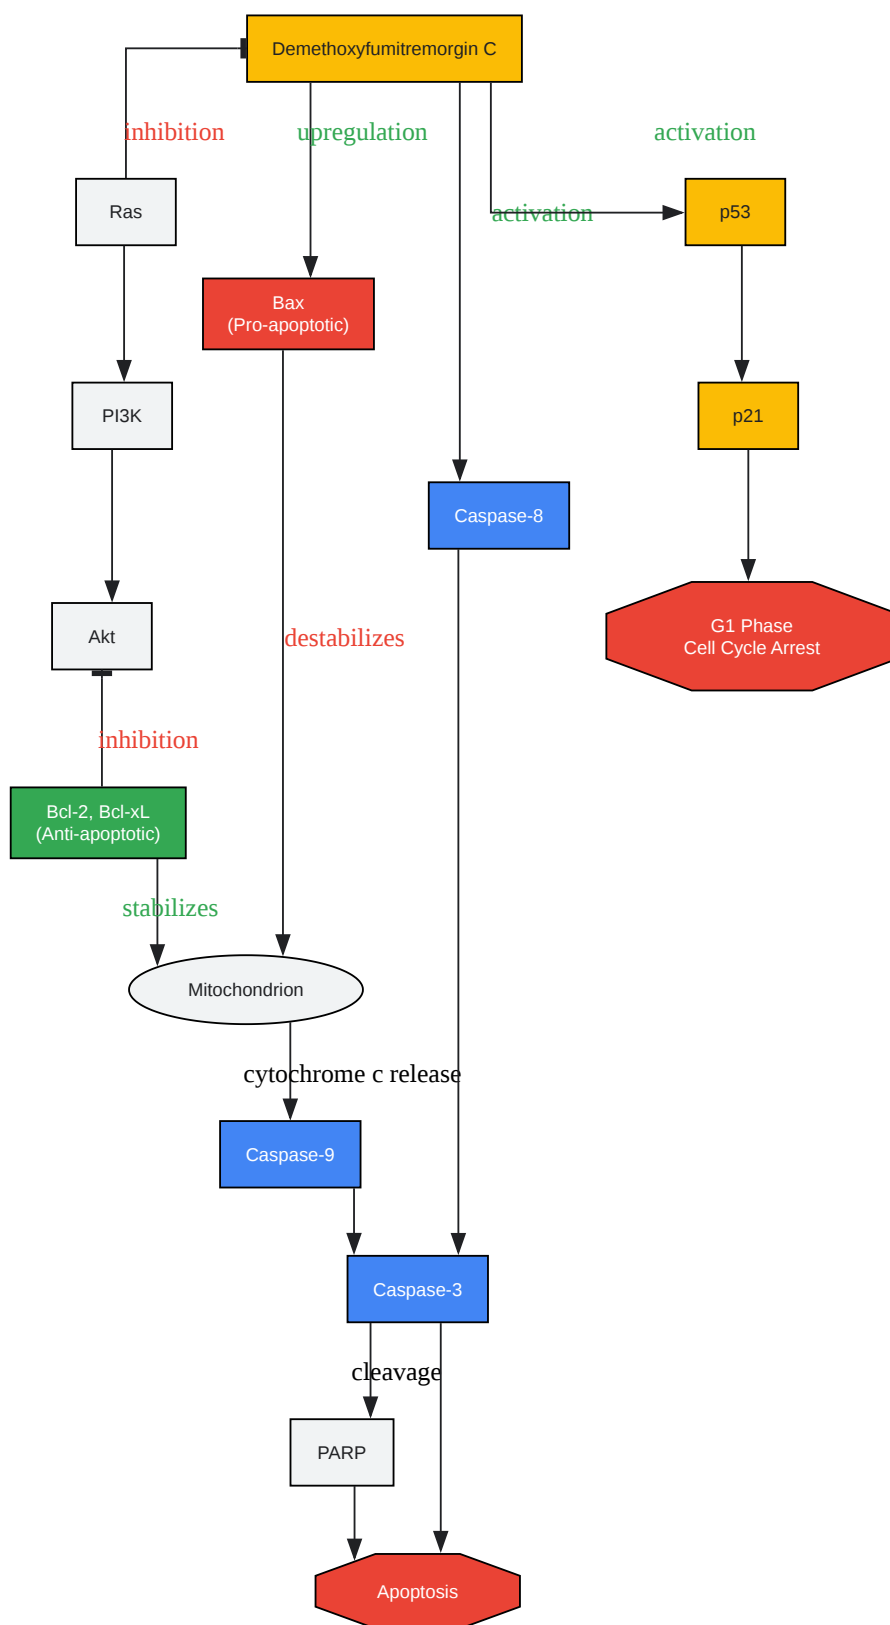 Demethoxyfumitremorgin C
inhibition
upregulation
activation
Ras
activation
p53
Bax
(Pro-apoptotic)
PI3K
p21
Caspase-8
G1 Phase
Cell Cycle Arrest
Akt
destabilizes
inhibition
Bcl-2, Bcl-xL
(Anti-apoptotic)
stabilizes
Mitochondrion
cytochrome c release
Caspase-9
Caspase-3
cleavage
PARP
Apoptosis